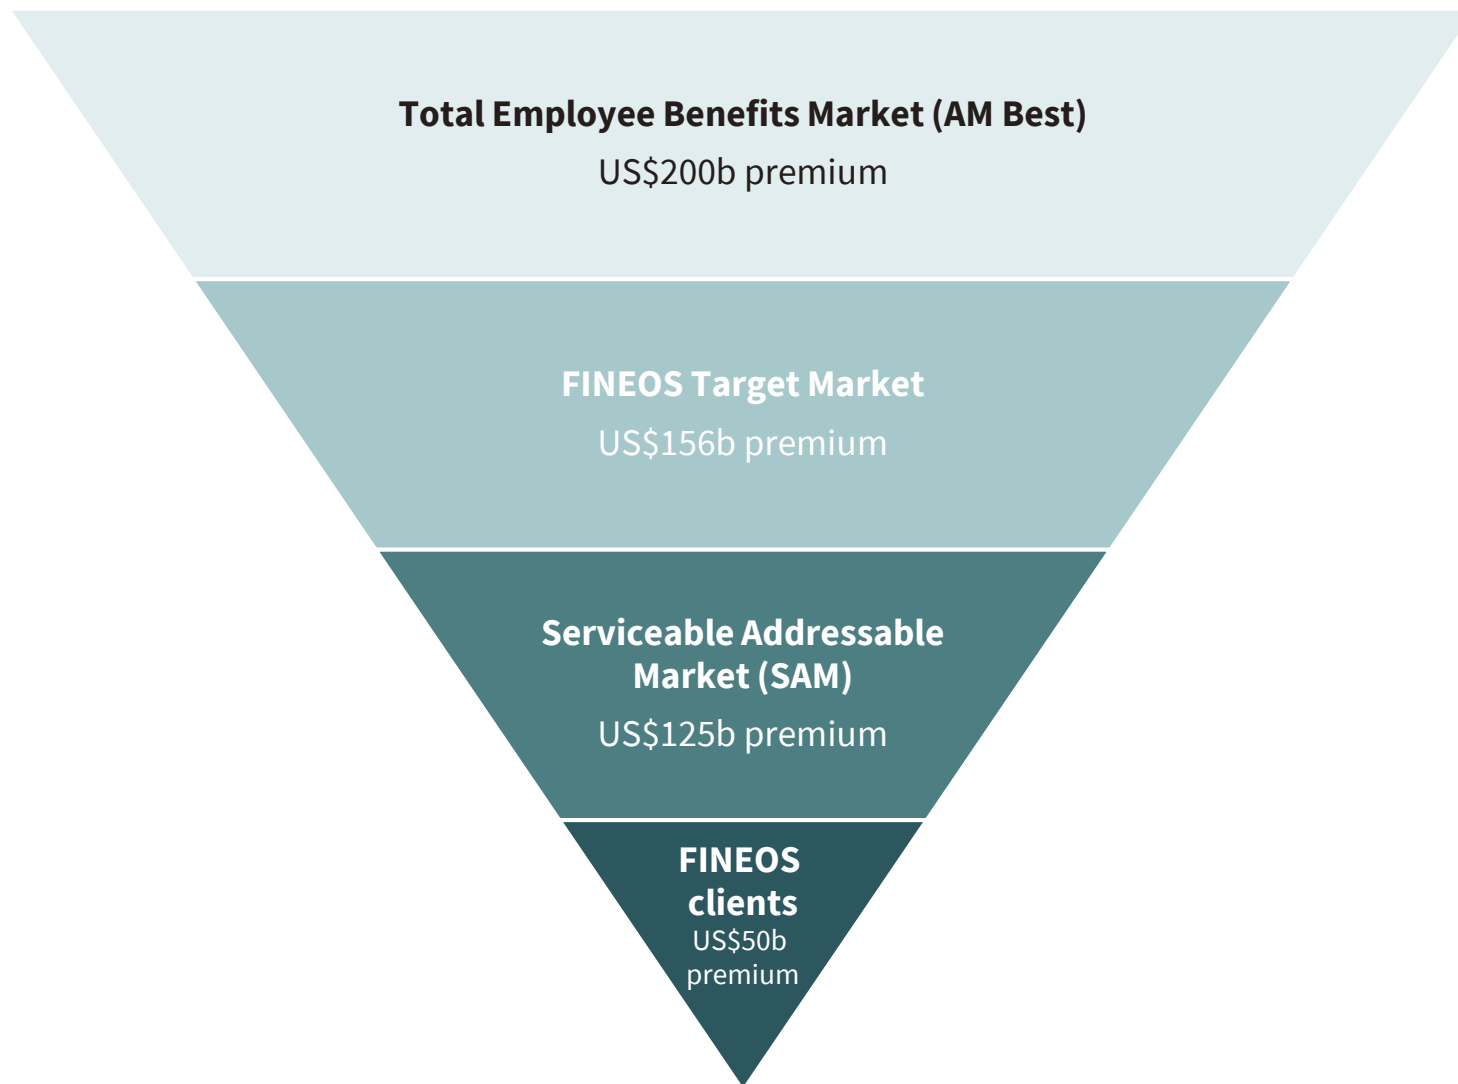 Total Employee Benefits Market (AM Best)
US$200b premium
FINEOS Target Market
US$156b premium
Serviceable Addressable
Market (SAM)
US$125b premium
FINEOS
clients
US$50b
premium